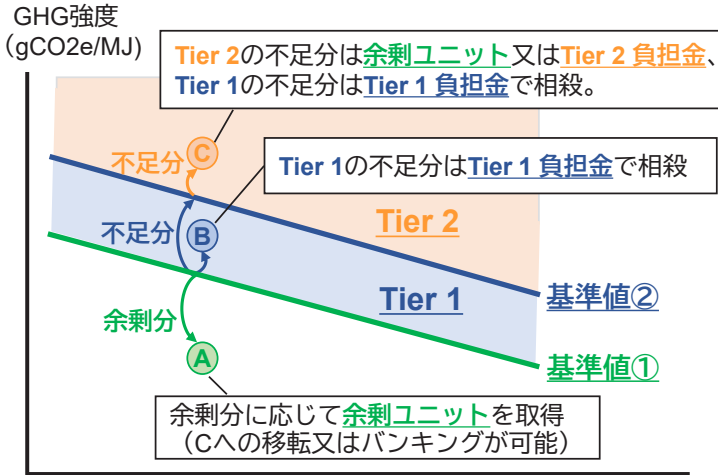 GHG強度
（gCO2e/MJ）
Tier 2の不足分は余剰ユニット又はTier 2 負担金、
Tier 1の不足分はTier 1 負担金で相殺。
不足分
C
Tier 1の不足分はTier 1 負担金で相殺
不足分
B
Tier 2
Tier 1
基準値②
余剰分
A
基準値①
余剰分に応じて余剰ユニットを取得
（Cへの移転又はバンキングが可能）